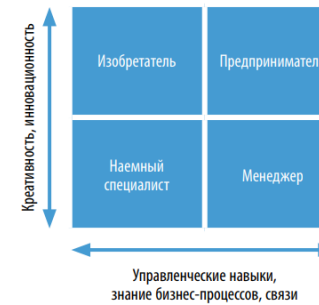 Креативность, инновационность
Изобретатель
Предпринимател
Наемный
специалист
Менеджер
Управленческие навыки,
знание бизнес-процессов, связи